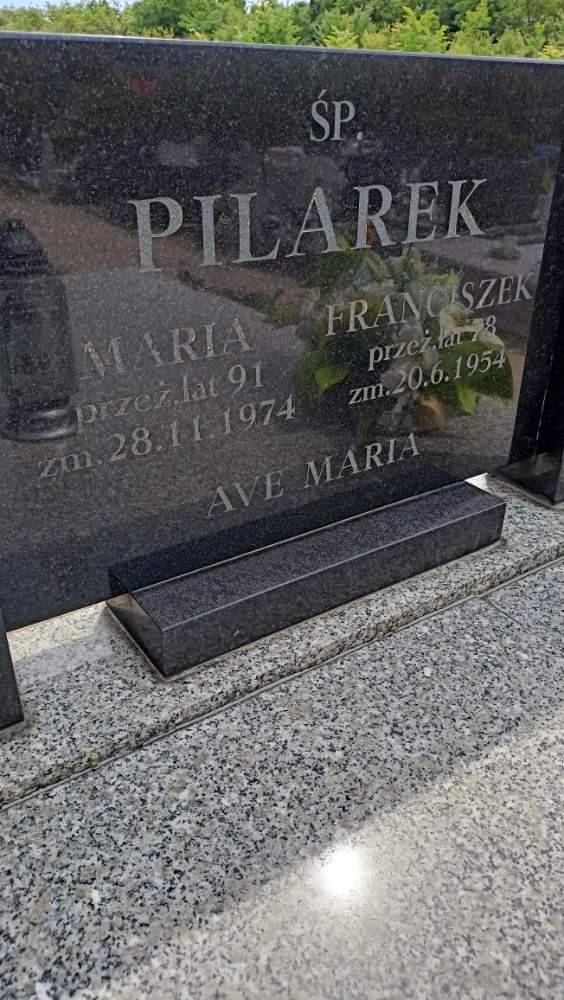 ŚP.
PILAREK
MARIA
przeż.lat 91
zm.28.11.1974
FRANCISZEK
przeż.lat 78
zm.20.6.1954
AVE MARIA